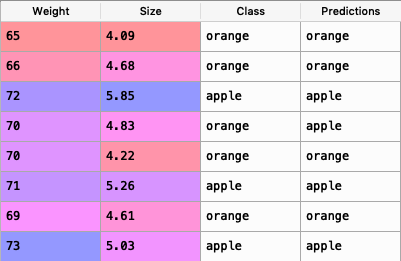 Weight Size Class Predictions
65 4.09 orange orange
66 4.68 orange orange
72 5.85 apple apple
70 4.83 orange apple
70 4.22 orange orange
71 5.26 apple apple
69 4.61 orange orange
73 5.03 apple apple